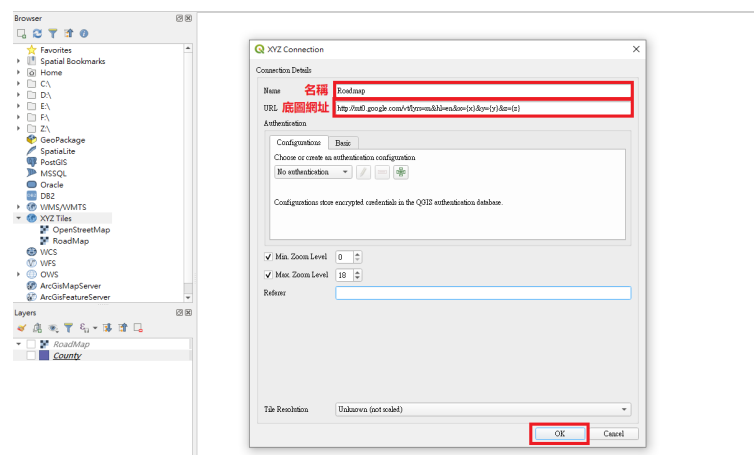 Browser
Favorites
Spatial Bookmarks
Home
C:\
D:\
E:\
F:\
Z:\
GeoPackage
SpatiaLite
PostGIS
MSSQL
Oracle
DB2
WMS/WMTS
XYZ Tiles
OpenStreetMap
RoadMap
WCS
WFS
OWS
ArcGisMapServer
ArcGisFeatureServer
Layers
RoadMap
County
XYZ Connection
Connection Details
Name 名稱 Roadmap
URL 底圖網址 http://mt0.google.com/vt/lyrs=m&hl=en&x={x}&y={y}&z={z}
Authentication
Configurations Basic
Choose or create an authentication configuration
No authentication
Configurations store encrypted credentials in the QGIS authentication database.
Min. Zoom Level 0
Max. Zoom Level 18
Referer
Tile Resolution Unknown (not scaled)
OK Cancel